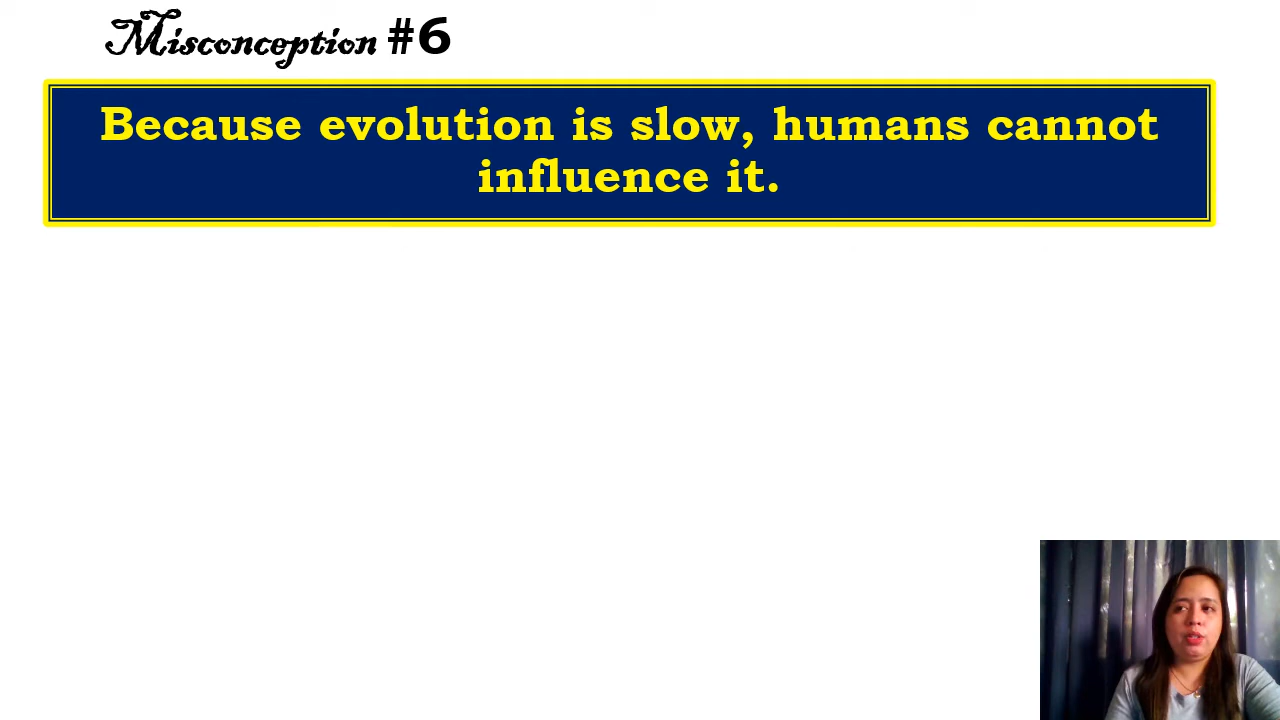 Misconception #6
Because evolution is slow, humans cannot
influence it.